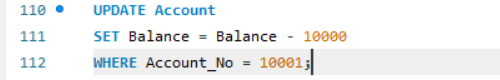 110 UPDATE Account
111 SET Balance = Balance - 10000
112 WHERE Account_No = 10001;